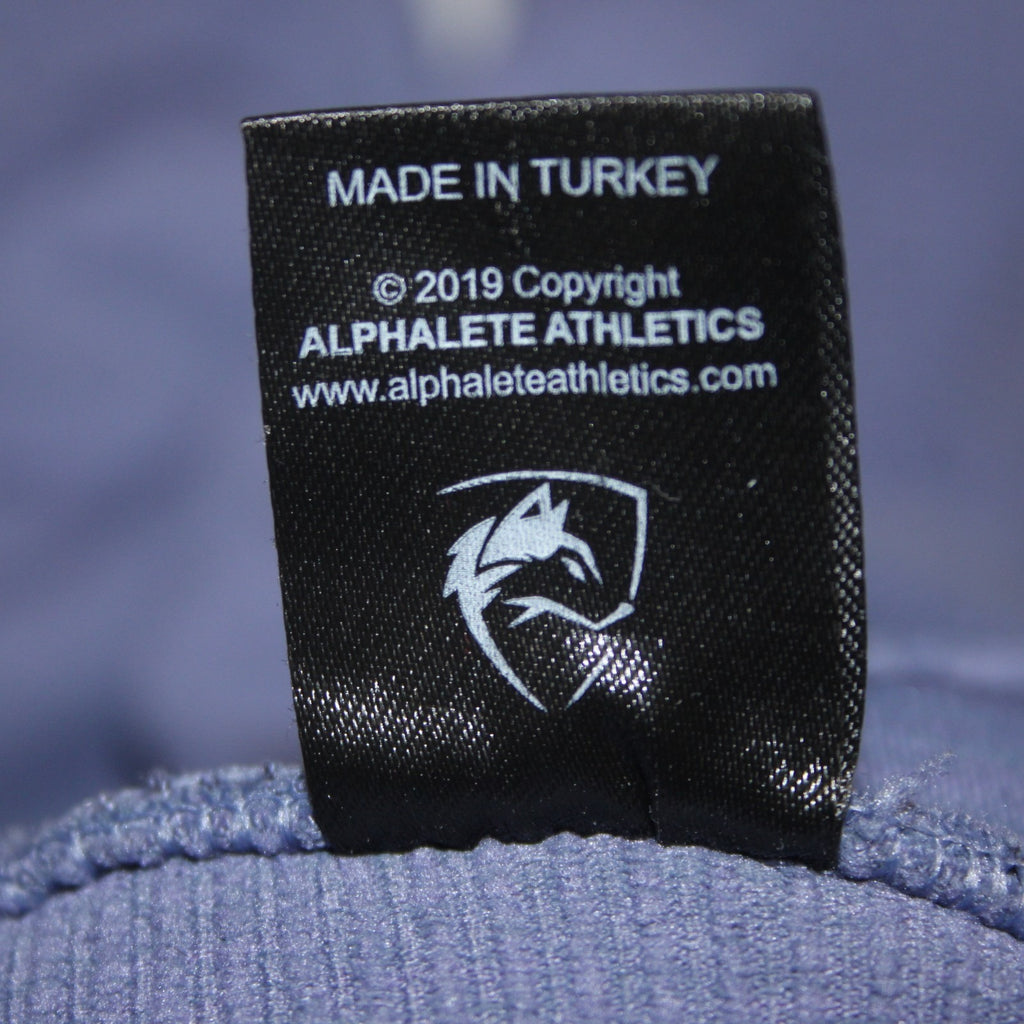 MADE IN TURKEY
© 2019 Copyright
ALPHALETE ATHLETICS
www.alphaleteathletics.com